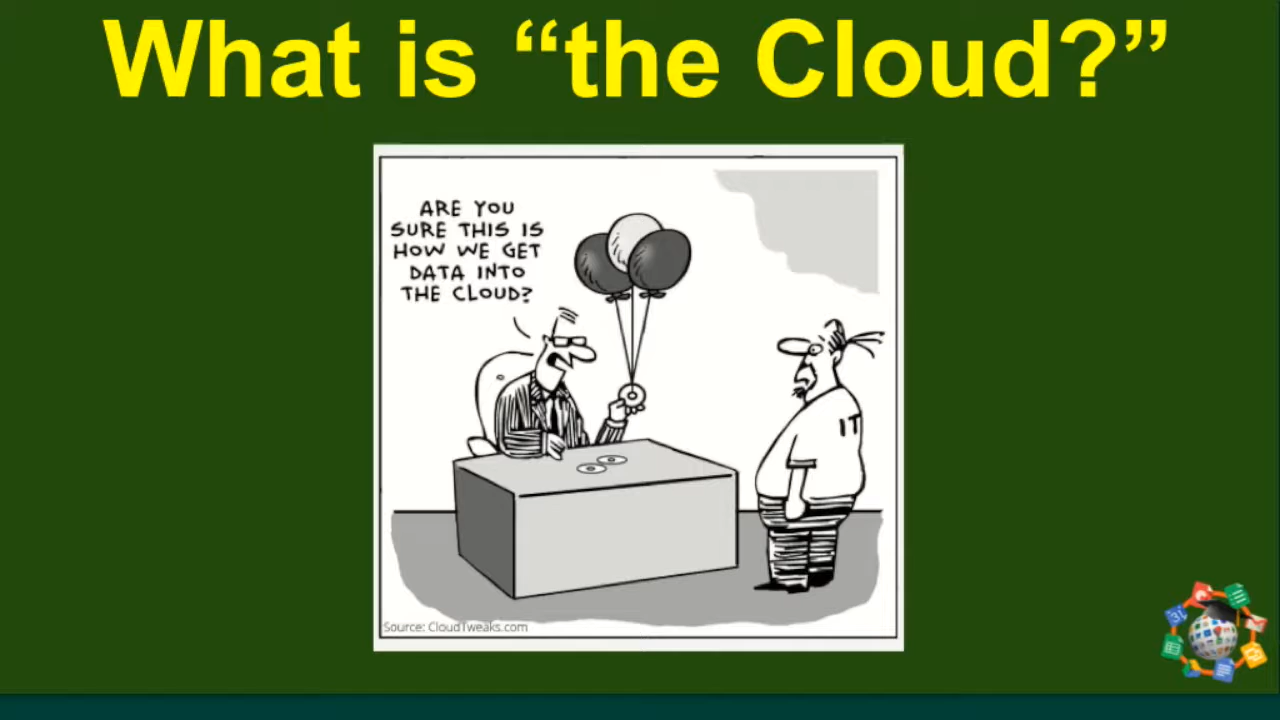 What is “the Cloud?”
ARE YOU
SURE THIS IS
HOW WE GET
DATA INTO
THE CLOUD?
IT
Source: CloudTweaks.com
31